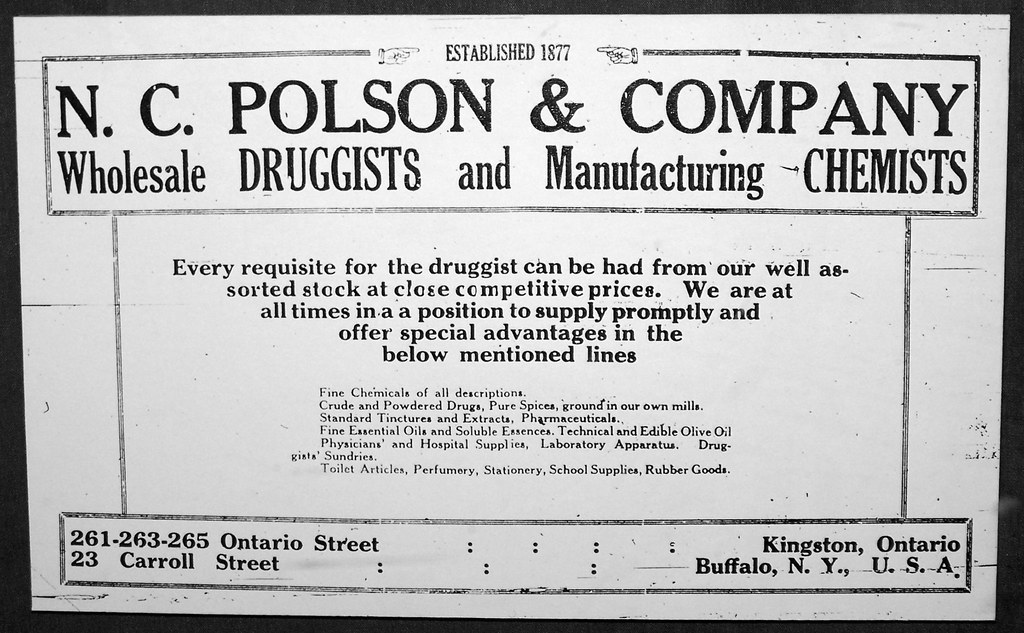 ESTABLISHED 1877
N. C. POLSON & COMPANY
Wholesale DRUGGISTS and Manufacturing CHEMISTS
Every requisite for the druggist can be had from our well as-
sorted stock at close competitive prices. We are at
all times in a a position to supply promptly and
offer special advantages in the
below mentioned lines
Fine Chemicals of all descriptions.
Crude and Powdered Drugs, Pure Spices, ground in our own mills.
Standard Tinctures and Extracts, Pharmaceuticals.
Fine Essential Oils and Soluble Essences. Technical and Edible Olive Oil
Physicians' and Hospital Supplies, Laboratory Apparatus. Drug-
gists' Sundries.
Toilet Articles, Perfumery, Stationery, School Supplies, Rubber Goods.
261-263-265 Ontario Street : : : : Kingston, Ontario
23 Carroll Street : : : Buffalo, N. Y., U. S. A.